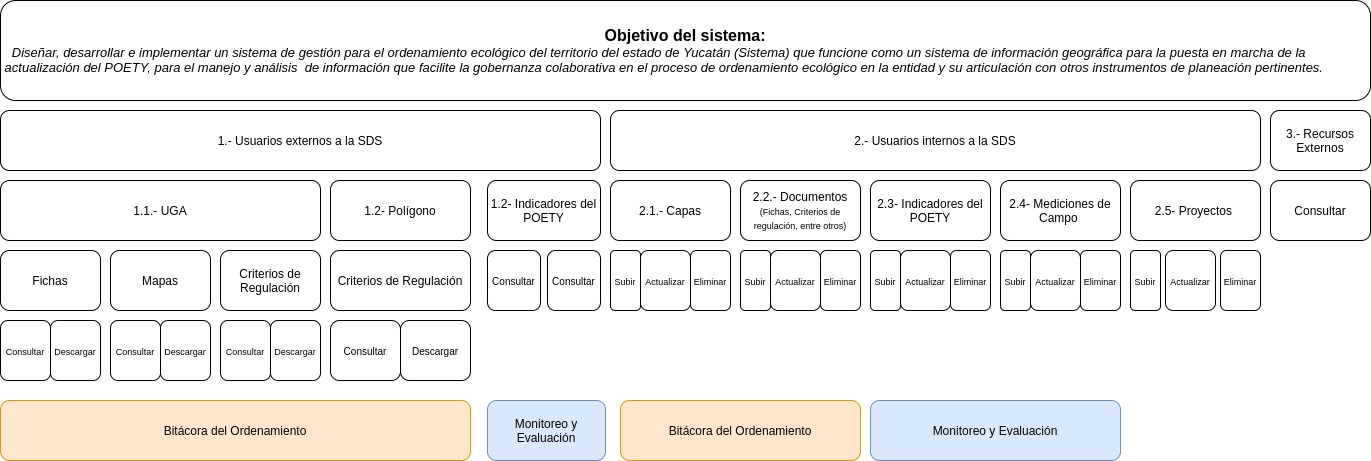 Objetivo del sistema:
Diseñar, desarrollar e implementar un sistema de gestión para el ordenamiento ecológico del territorio del estado de Yucatán (Sistema) que funcione como un sistema de información geográfica para la puesta en marcha de la
actualización del POETY, para el manejo y análisis de información que facilite la gobernanza colaborativa en el proceso de ordenamiento ecológico en la entidad y su articulación con otros instrumentos de planeación pertinentes.
1.- Usuarios externos a la SDS
2.- Usuarios internos a la SDS
3.- Recursos
Externos
1.1.- UGA
1.2- Polígono
1.2- Indicadores del
POETY
2.1.- Capas
2.2.- Documentos
(Fichas, Criterios de
regulación, entre otros)
2.3- Indicadores del
POETY
2.4- Mediciones de
Campo
2.5- Proyectos
Consultar
Fichas
Mapas
Criterios de
Regulación
Criterios de Regulación
Consultar
Consultar
Subir
Actualizar
Eliminar
Subir
Actualizar
Eliminar
Subir
Actualizar
Eliminar
Subir
Actualizar
Eliminar
Subir
Actualizar
Eliminar
Consultar
Descargar
Consultar
Descargar
Consultar
Descargar
Consultar
Descargar
Bitácora del Ordenamiento
Monitoreo y
Evaluación
Bitácora del Ordenamiento
Monitoreo y Evaluación